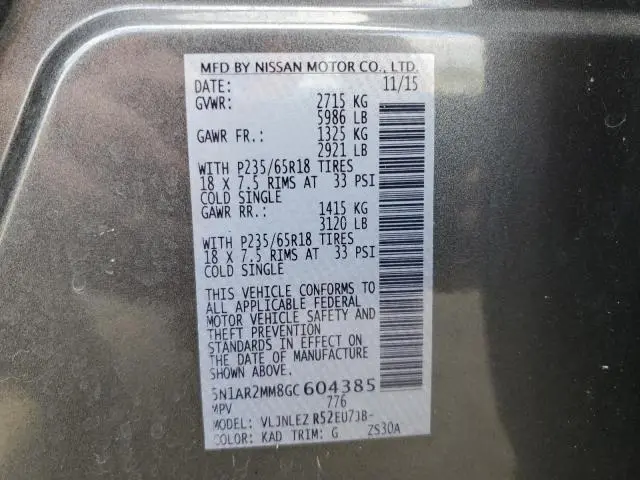 MFD BY NISSAN MOTOR CO., LTD.
DATE: 11/15
GVWR: 2715 KG
5986 LB
GAWR FR.: 1325 KG
2921 LB
WITH P235/65R18 TIRES
18 X 7.5 RIMS AT 33 PSI
COLD SINGLE
GAWR RR.: 1415 KG
3120 LB
WITH P235/65R18 TIRES
18 X 7.5 RIMS AT 33 PSI
COLD SINGLE
THIS VEHICLE CONFORMS TO
ALL APPLICABLE FEDERAL
MOTOR VEHICLE SAFETY AND
THEFT PREVENTION
STANDARDS IN EFFECT ON
THE DATE OF MANUFACTURE
SHOWN ABOVE.
5N1AR2MM8GC604385
MPV 776
MODEL: VLJNLEZ R52EU7JB-
COLOR: KAD TRIM: G ZS30A